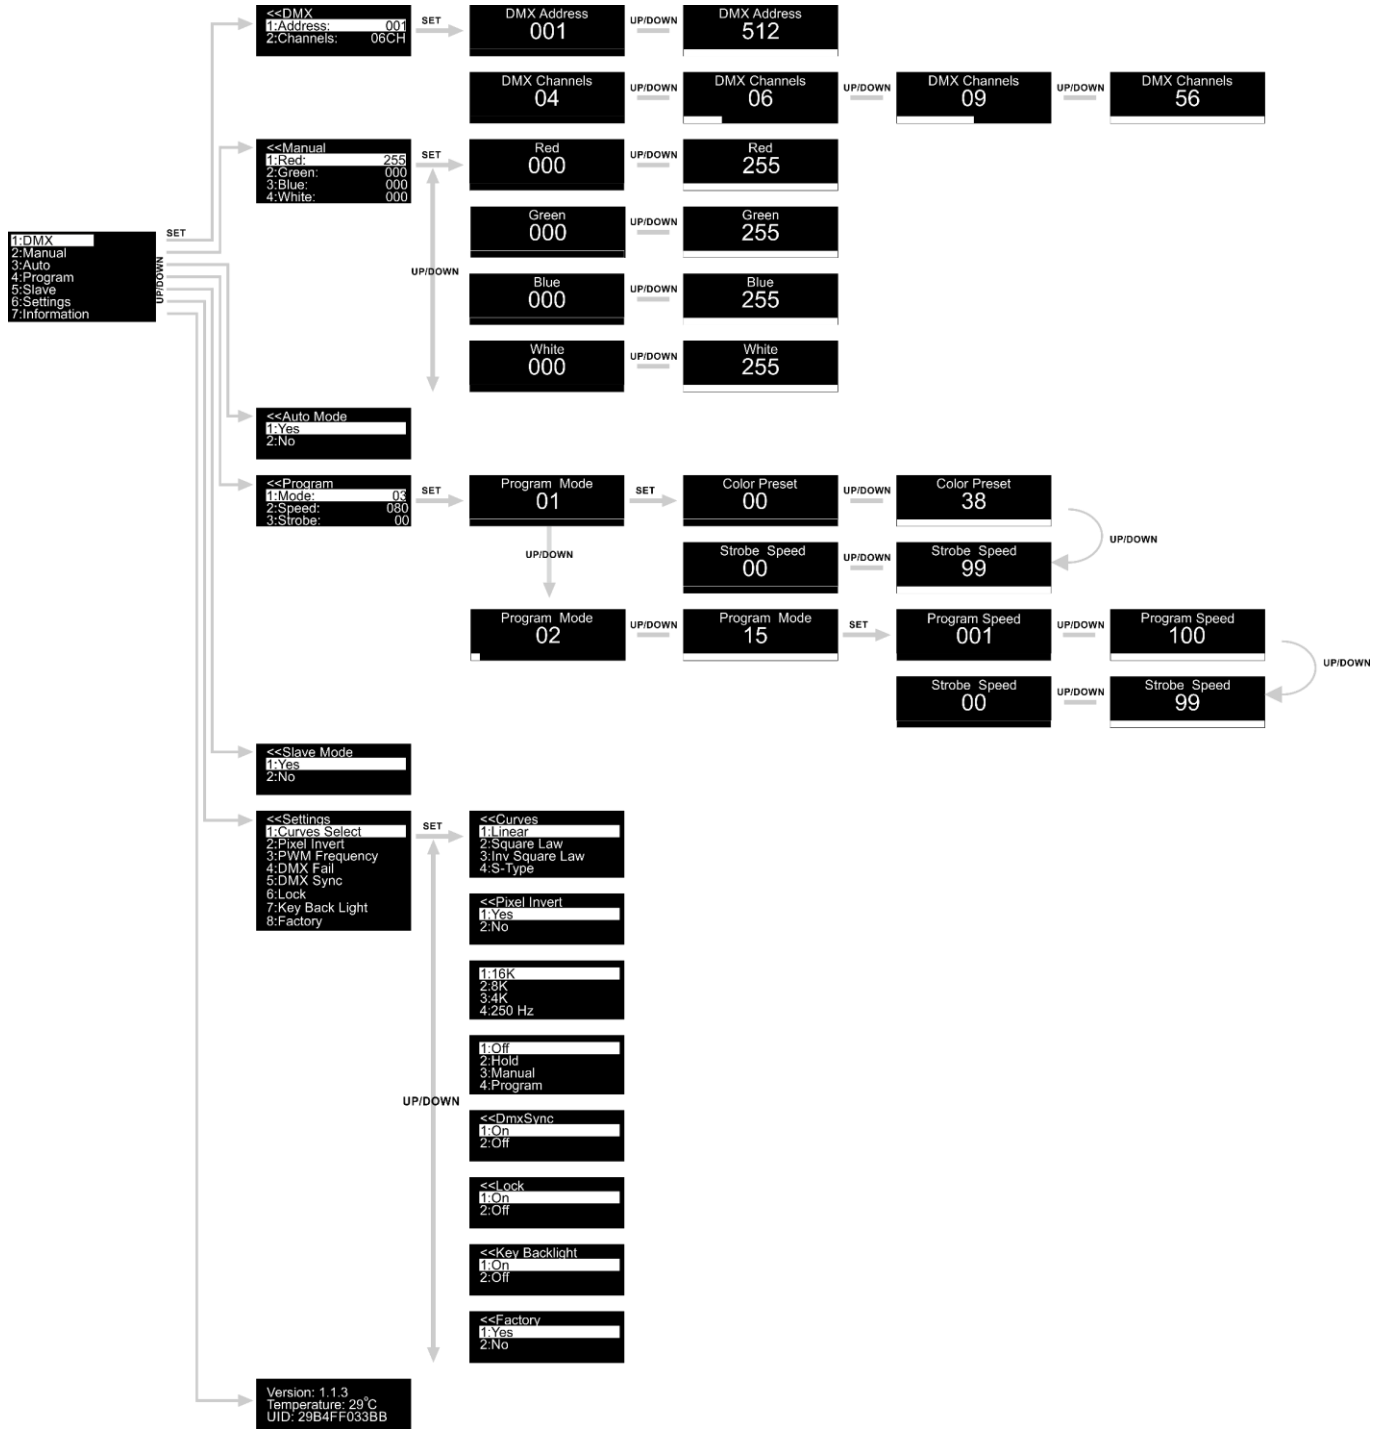 <<DMX
1:Address: 001
2:Channels: 06CH
SET
DMX Address
001
UP/DOWN
DMX Address
512
DMX Channels
04
UP/DOWN
DMX Channels
06
UP/DOWN
DMX Channels
09
UP/DOWN
DMX Channels
56
<<Manual
1:Red: 255
2:Green: 000
3:Blue: 000
4:White: 000
SET
UP/DOWN
Red
000
UP/DOWN
Red
255
Green
000
UP/DOWN
Green
255
Blue
000
UP/DOWN
Blue
255
White
000
UP/DOWN
White
255
1:DMX
2:Manual
3:Auto
4:Program
5:Slave
6:Settings
7:Information
SET
UP/DOWN
<<Auto Mode
1:Yes
2:No
<<Program
1:Mode: 03
2:Speed: 080
3:Strobe: 00
SET
Program Mode
01
SET
Color Preset
00
UP/DOWN
Color Preset
38
UP/DOWN
Strobe Speed
00
UP/DOWN
Strobe Speed
99
UP/DOWN
Program Mode
02
UP/DOWN
Program Mode
15
SET
Program Speed
001
UP/DOWN
Program Speed
100
UP/DOWN
Strobe Speed
00
UP/DOWN
Strobe Speed
99
<<Slave Mode
1:Yes
2:No
<<Settings
1:Curves Select
2:Pixel Invert
3:PWM Frequency
4:DMX Fail
5:DMX Sync
6:Lock
7:Key Back Light
8:Factory
SET
UP/DOWN
<<Curves
1:Linear
2:Square Law
3:Inv Square Law
4:S-Type
<<Pixel Invert
1:Yes
2:No
1:16K
2:8K
3:4K
4:250 Hz
1:Off
2:Hold
3:Manual
4:Program
<<DmxSync
1:On
2:Off
<<Lock
1:On
2:Off
<<Key Backlight
1:On
2:Off
<<Factory
1:Yes
2:No
Version: 1.1.3
Temperature: 29°C
UID: 29B4FF033BB